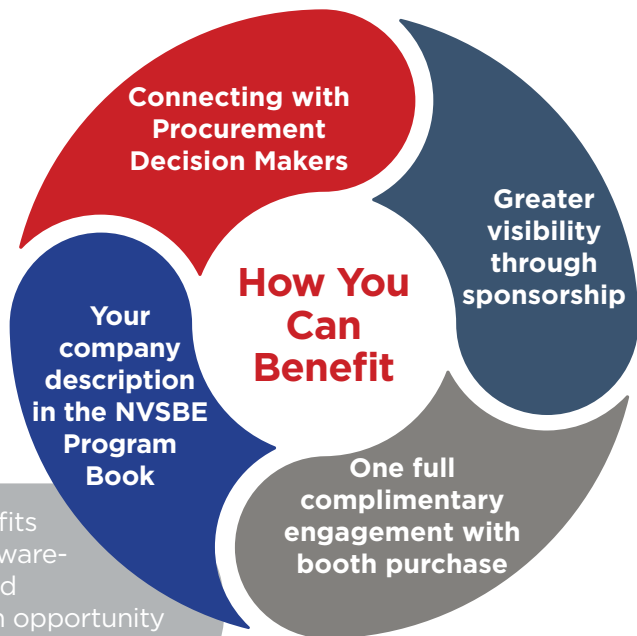 Connecting with
Procurement
Decision Makers
Greater
visibility
through
sponsorship
How You
Can
Benefit
Your
company
description
in the NVSBE
Program
Book
One full
complimentary
engagement with
booth purchase
fits
ware-
d
n opportunity